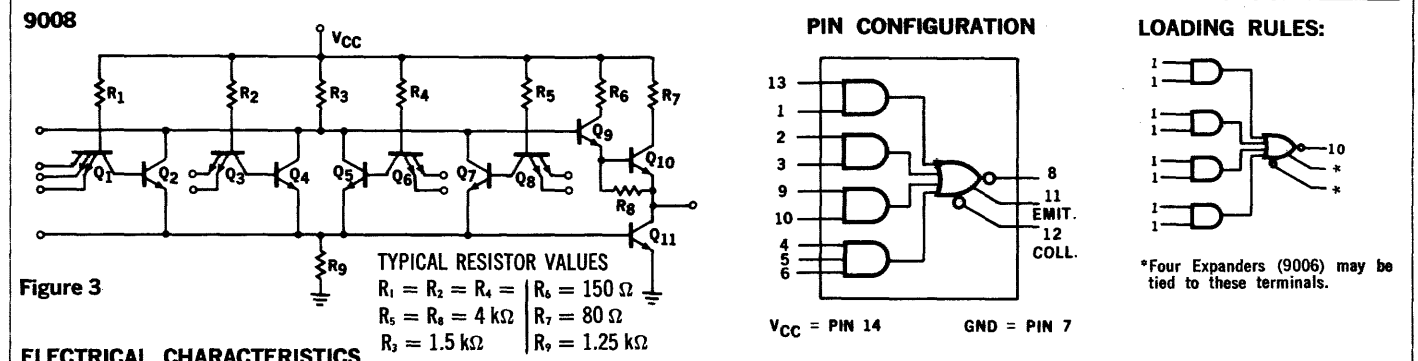 9008
VCC
R1
R2
R3
R4
R5
R6
R7
Q1
Q2
Q3
Q4
Q5
Q6
Q7
Q8
Q9
Q10
R8
Q11
R9
Figure 3
TYPICAL RESISTOR VALUES
R1 = R2 = R4 =
R5 = R8 = 4 kΩ
R3 = 1.5 kΩ
R6 = 150 Ω
R7 = 80 Ω
R9 = 1.25 kΩ
ELECTRICAL CHARACTERISTICS
PIN CONFIGURATION
13
1
2
3
9
10
4
5
6
8
11
EMIT.
12
COLL.
VCC = PIN 14 GND = PIN 7
LOADING RULES:
1
1
1
1
1
1
1
1
10
*
*
*Four Expanders (9006) may be
tied to these terminals.